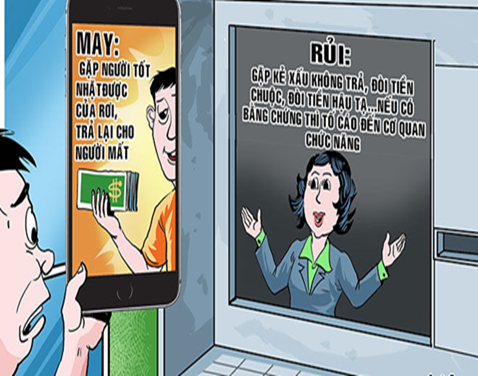 MAY:
GẶP NGƯỜI TỐT
NHẶT ĐƯỢC
CỦA RƠI,
TRẢ LẠI CHO
NGƯỜI MẤT
$
RỦI:
GẶP KẺ XẤU KHÔNG TRẢ, ĐÒI TIỀN
CHUỘC, ĐÒI TIỀN HẬU TẠ...NẾU CÓ
BẰNG CHỨNG THÌ TỐ CÁO ĐẾN CƠ QUAN
CHỨC NĂNG